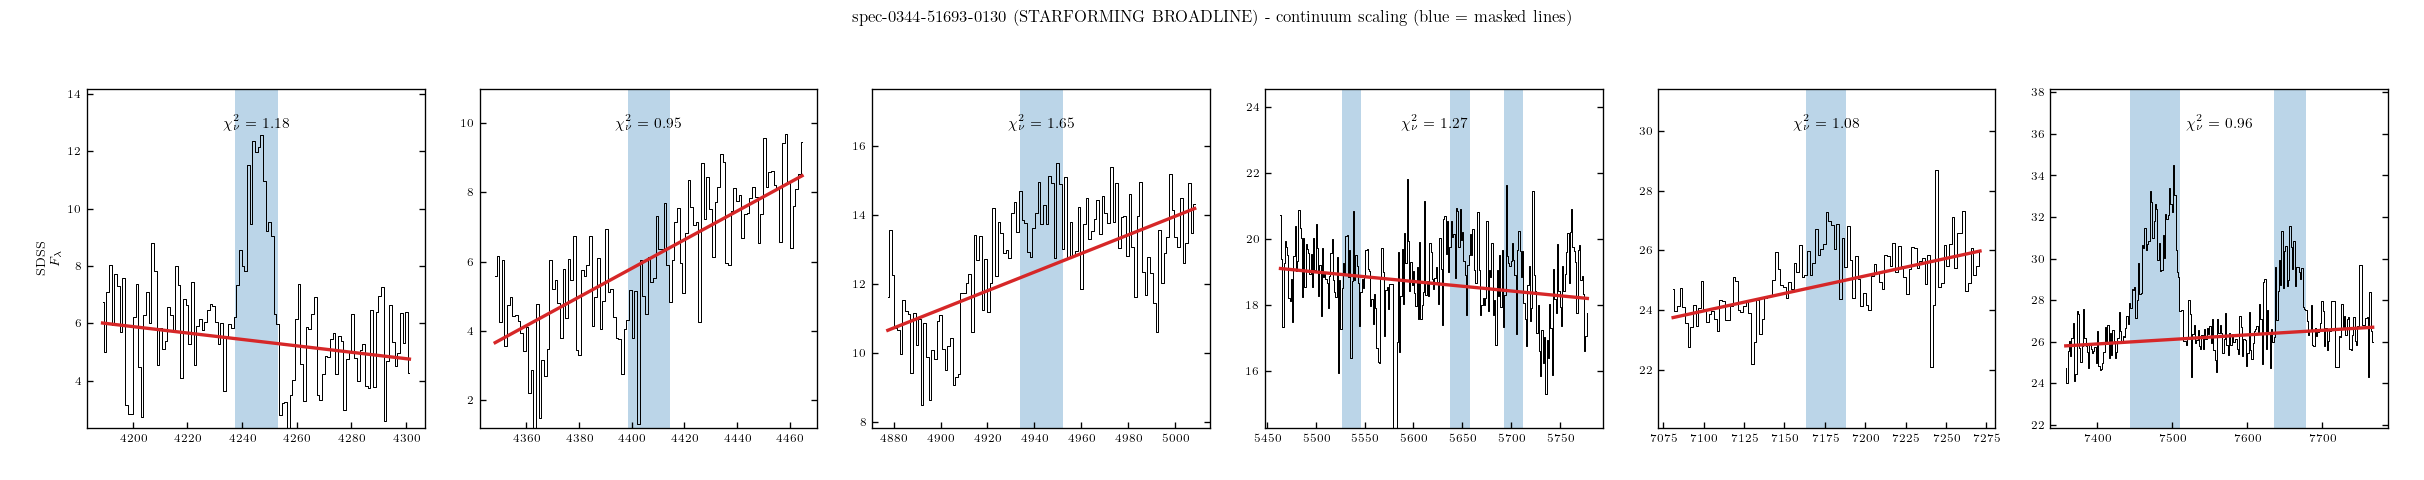 spec-0344-51693-0130 (STARFORMING BROADLINE) - continuum scaling (blue = masked lines)
SDSS
F_λ
χ²_ν = 1.18
14
12
10
8
6
4
4200 4220 4240 4260 4280 4300
χ²_ν = 0.95
10
8
6
4
2
4360 4380 4400 4420 4440 4460
χ²_ν = 1.65
16
14
12
10
8
4880 4900 4920 4940 4960 4980 5000
χ²_ν = 1.27
24
22
20
18
16
5450 5500 5550 5600 5650 5700 5750
χ²_ν = 1.08
30
28
26
24
22
7075 7100 7125 7150 7175 7200 7225 7250 7275
χ²_ν = 0.96
38
36
34
32
30
28
26
24
22
7400 7500 7600 7700